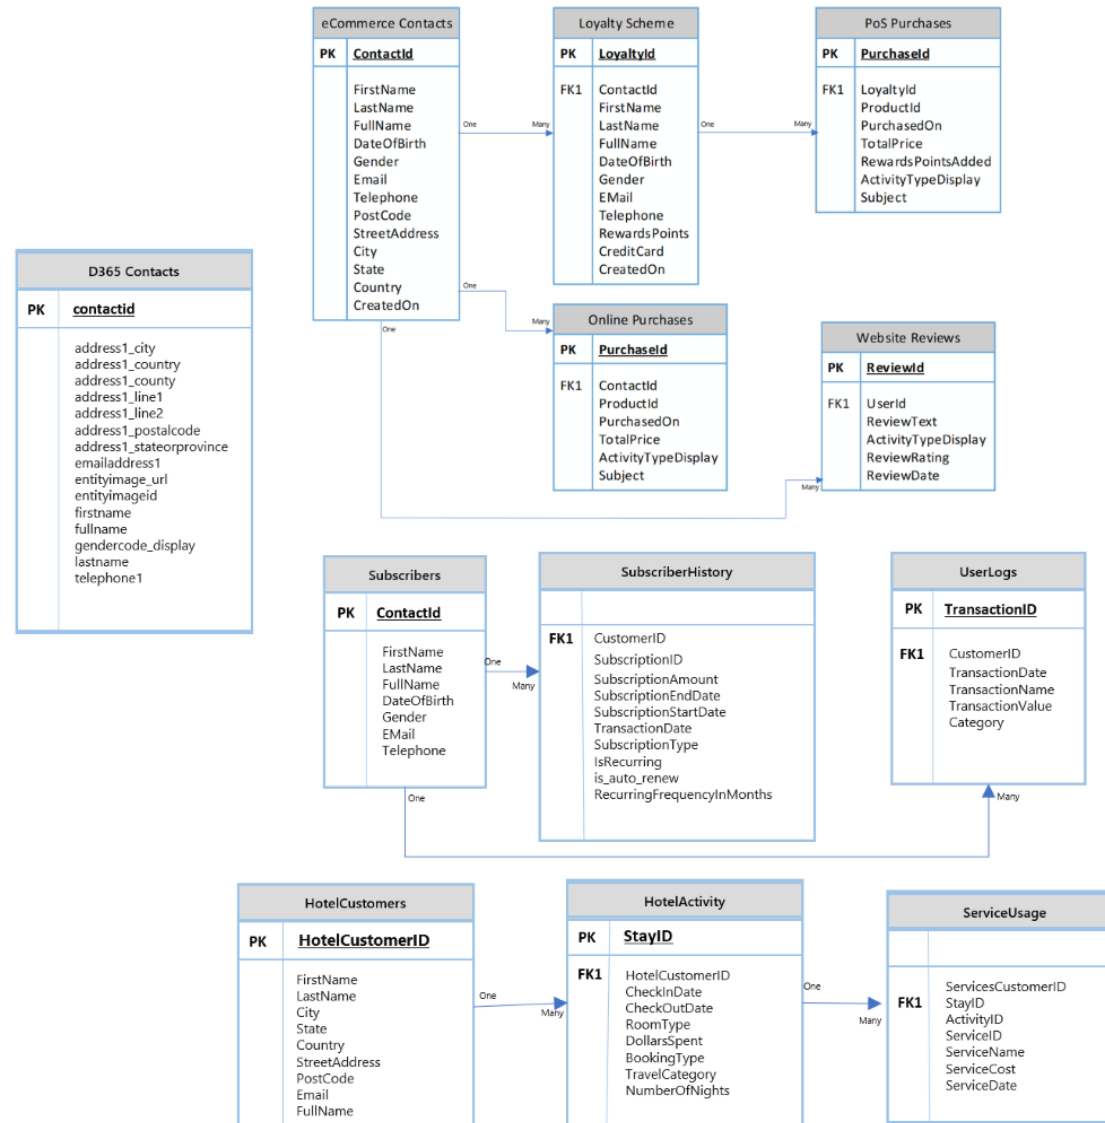 eCommerce Contacts
PK ContactId
FirstName
LastName
FullName
DateOfBirth
Gender
Email
Telephone
PostCode
StreetAddress
City
State
Country
CreatedOn
One
Many
Loyalty Scheme
PK LoyaltyId
FK1 ContactId
FirstName
LastName
FullName
DateOfBirth
Gender
EMail
Telephone
RewardsPoints
CreditCard
CreatedOn
One
Many
PoS Purchases
PK PurchaseId
FK1 LoyaltyId
ProductId
PurchasedOn
TotalPrice
RewardsPointsAdded
ActivityTypeDisplay
Subject
D365 Contacts
PK contactid
address1_city
address1_country
address1_county
address1_line1
address1_line2
address1_postalcode
address1_stateorprovince
emailaddress1
entityimage_url
entityimageid
firstname
fullname
gendercode_display
lastname
telephone1
One
Many
Online Purchases
PK PurchaseId
FK1 ContactId
ProductId
PurchasedOn
TotalPrice
ActivityTypeDisplay
Subject
One
Many
Website Reviews
PK ReviewId
FK1 UserId
ReviewText
ActivityTypeDisplay
ReviewRating
ReviewDate
Subscribers
PK ContactId
FirstName
LastName
FullName
DateOfBirth
Gender
EMail
Telephone
One
Many
SubscriberHistory
FK1 CustomerID
SubscriptionID
SubscriptionAmount
SubscriptionEndDate
SubscriptionStartDate
TransactionDate
SubscriptionType
IsRecurring
is_auto_renew
RecurringFrequencyInMonths
One
Many
UserLogs
PK TransactionID
FK1 CustomerID
TransactionDate
TransactionName
TransactionValue
Category
HotelCustomers
PK HotelCustomerID
FirstName
LastName
City
State
Country
StreetAddress
PostCode
Email
FullName
One
Many
HotelActivity
PK StayID
FK1 HotelCustomerID
CheckInDate
CheckOutDate
RoomType
DollarsSpent
BookingType
TravelCategory
NumberOfNights
One
Many
ServiceUsage
ServicesCustomerID
FK1 StayID
ActivityID
ServiceID
ServiceName
ServiceCost
ServiceDate